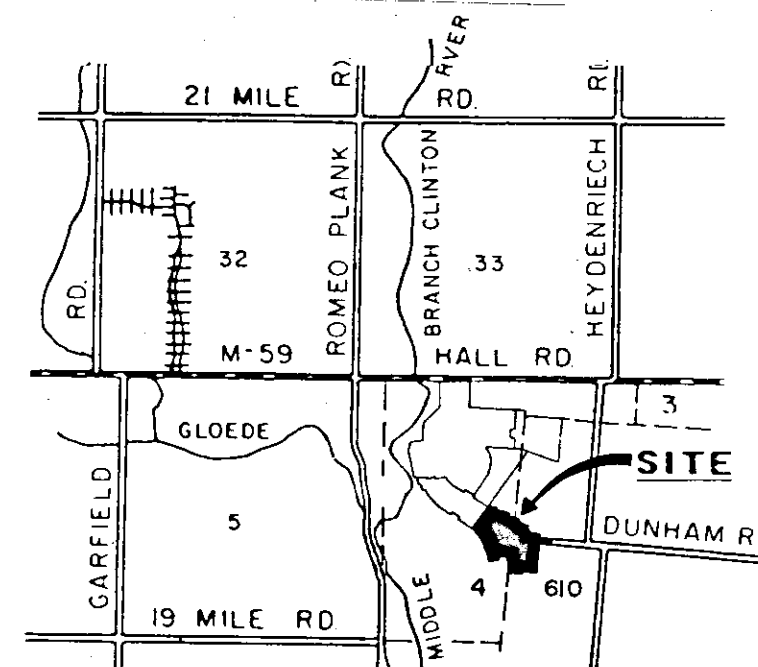 RIVER
21 MILE RD.
RD.
ROMEO PLANK
RD.
HEYDENRIECH
BRANCH CLINTON
32
33
RD.
M-59
HALL RD.
3
GLOEDE
SITE
GARFIELD
5
DUNHAM R
4
610
19 MILE RD.
MIDDLE